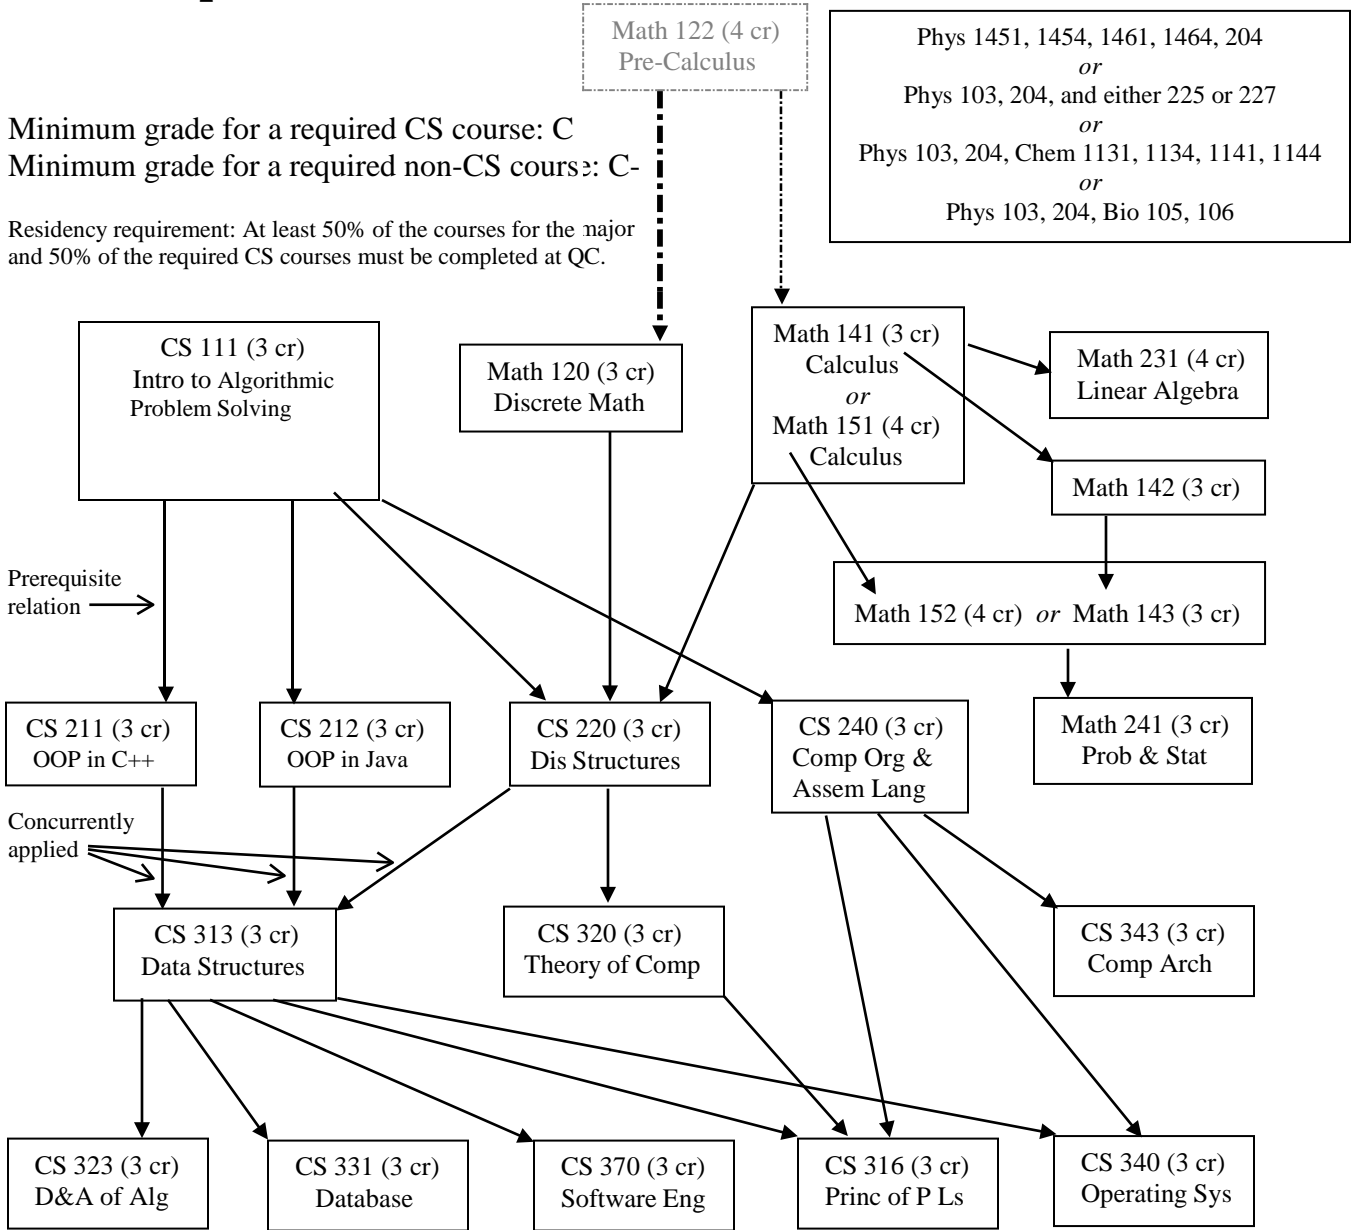 Math 122 (4 cr)
Pre-Calculus
Phys 1451, 1454, 1461, 1464, 204
or
Phys 103, 204, and either 225 or 227
or
Phys 103, 204, Chem 1131, 1134, 1141, 1144
or
Phys 103, 204, Bio 105, 106
Minimum grade for a required CS course: C
Minimum grade for a required non-CS course: C-
Residency requirement: At least 50% of the courses for the major
and 50% of the required CS courses must be completed at QC.
CS 111 (3 cr)
Intro to Algorithmic
Problem Solving
Math 120 (3 cr)
Discrete Math
Math 141 (3 cr)
Calculus
or
Math 151 (4 cr)
Calculus
Math 231 (4 cr)
Linear Algebra
Math 142 (3 cr)
Prerequisite
relation
Math 152 (4 cr) or Math 143 (3 cr)
CS 211 (3 cr)
OOP in C++
CS 212 (3 cr)
OOP in Java
CS 220 (3 cr)
Dis Structures
CS 240 (3 cr)
Comp Org &
Assem Lang
Math 241 (3 cr)
Prob & Stat
Concurrently
applied
CS 313 (3 cr)
Data Structures
CS 320 (3 cr)
Theory of Comp
CS 343 (3 cr)
Comp Arch
CS 323 (3 cr)
D&A of Alg
CS 331 (3 cr)
Database
CS 370 (3 cr)
Software Eng
CS 316 (3 cr)
Princ of P Ls
CS 340 (3 cr)
Operating Sys